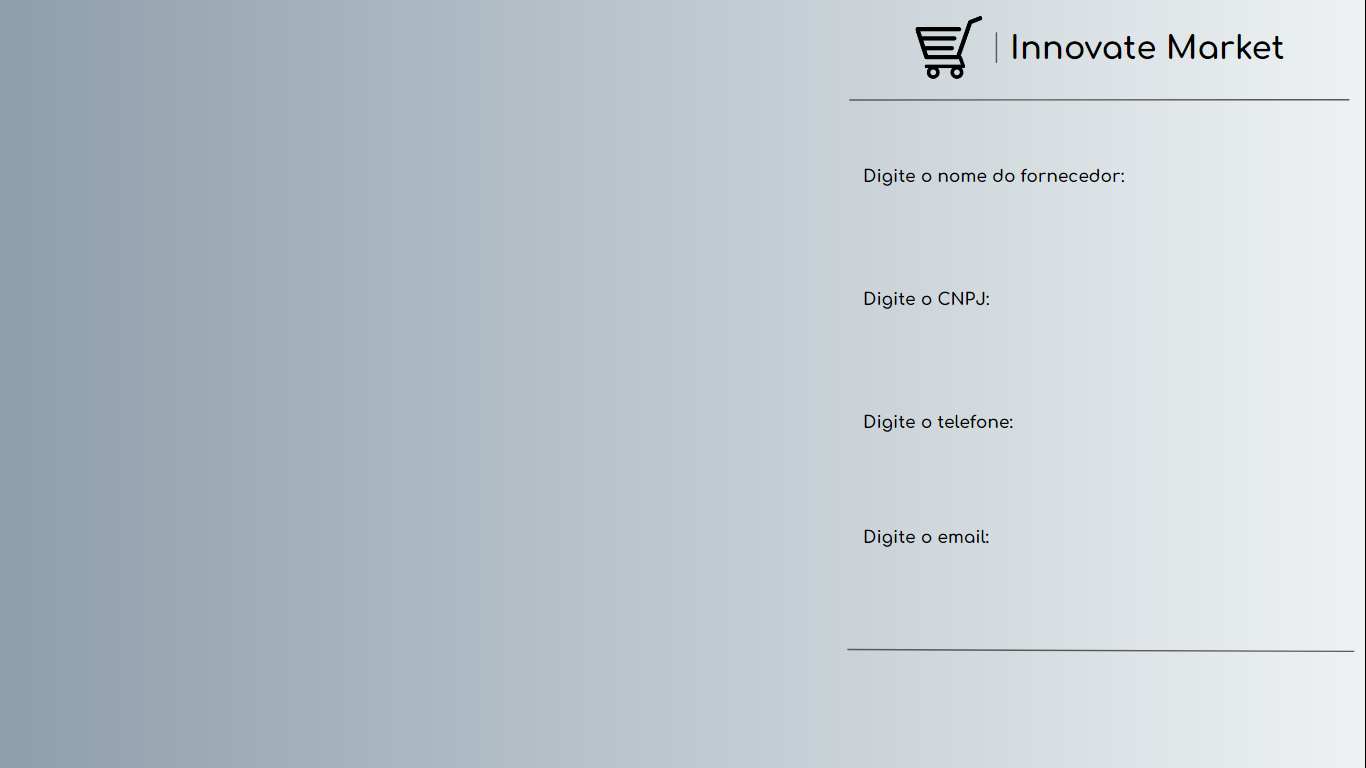 Innovate Market
Digite o nome do fornecedor:
Digite o CNPJ:
Digite o telefone:
Digite o email: